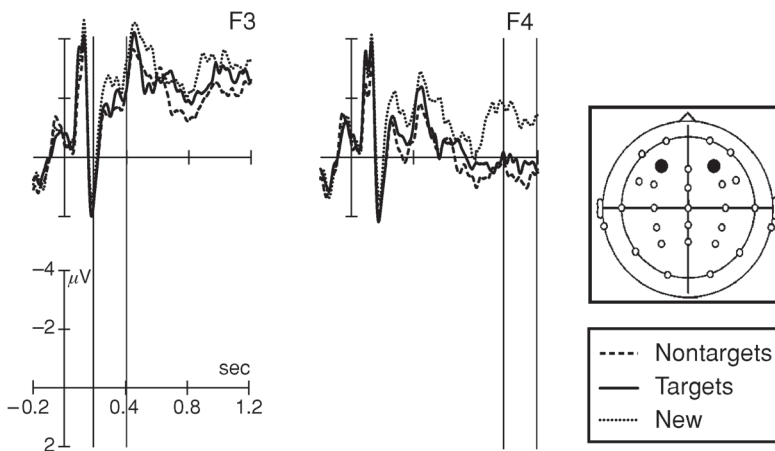 F3
F4
−4
μV
−2
sec
−0.2
0.4
0.8
1.2
2
Nontargets
Targets
New